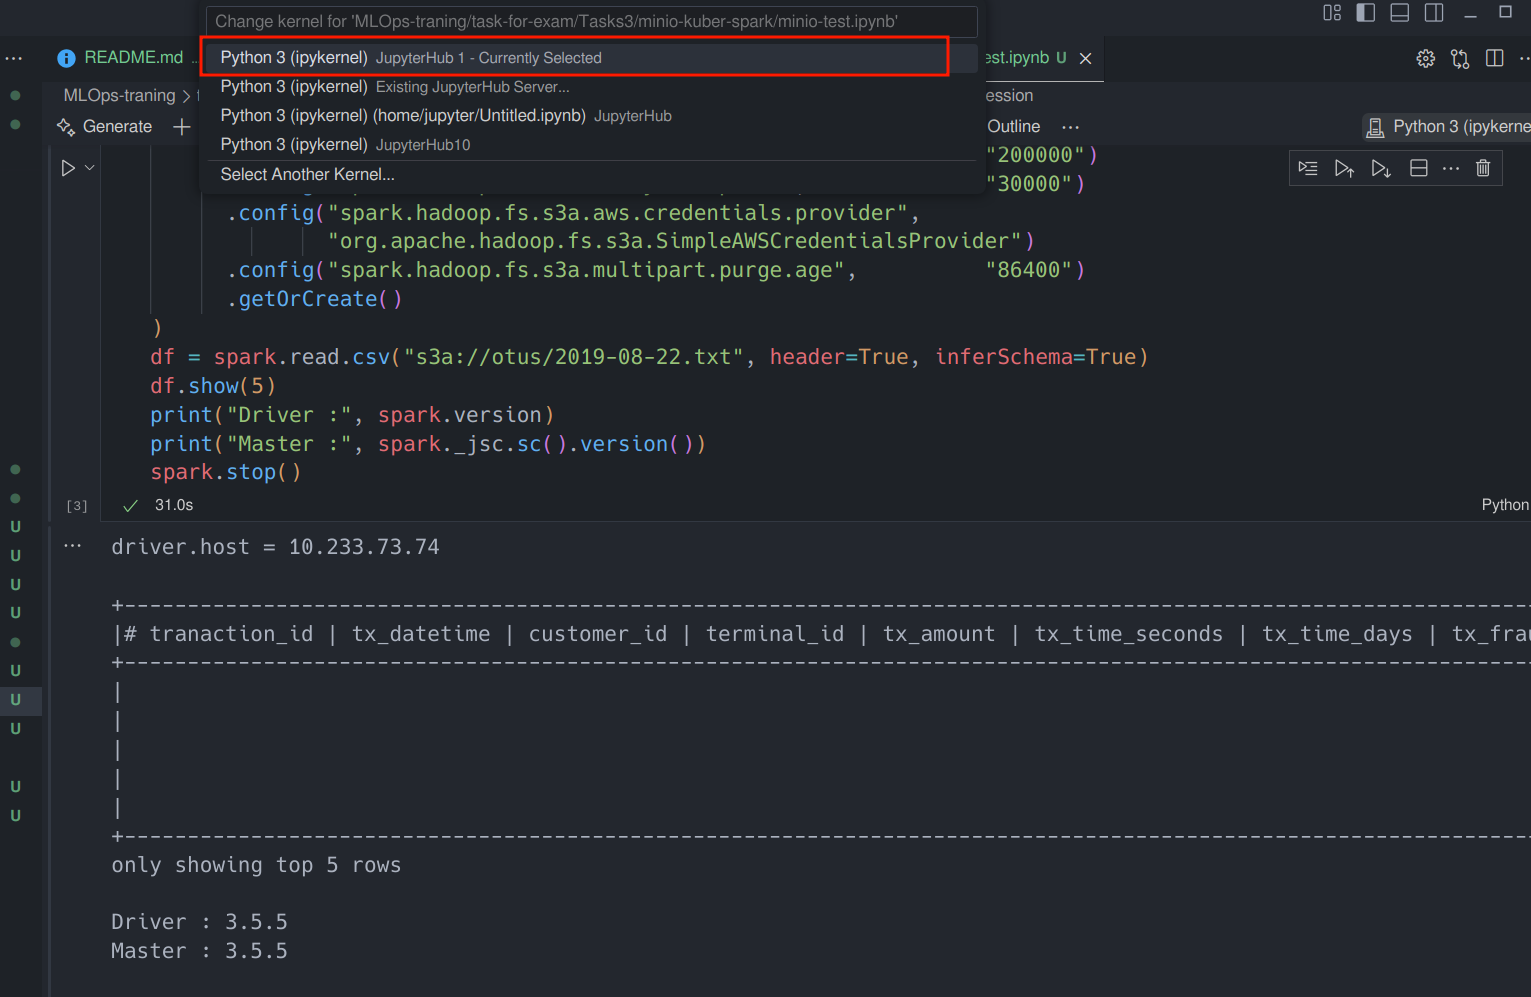 Change kernel for 'MLOps-traning/task-for-exam/Tasks3/minio-kuber-spark/minio-test.ipynb'
Python 3 (ipykernel) JupyterHub 1 - Currently Selected
Python 3 (ipykernel) Existing JupyterHub Server...
Python 3 (ipykernel) (home/jupyter/Untitled.ipynb) JupyterHub
Python 3 (ipykernel) JupyterHub10
Select Another Kernel...
... README.md ... est.ipynb U
MLOps-traning > ession
Generate + Outline ... Python 3 (ipykerne
"200000")
"30000")
.config("spark.hadoop.fs.s3a.aws.credentials.provider",
"org.apache.hadoop.fs.s3a.SimpleAWSCredentialsProvider")
.config("spark.hadoop.fs.s3a.multipart.purge.age", "86400")
.getOrCreate()
)
df = spark.read.csv("s3a://otus/2019-08-22.txt", header=True, inferSchema=True)
df.show(5)
print("Driver :", spark.version)
print("Master :", spark._jsc.sc().version())
spark.stop()
[3] ✓ 31.0s Python
... driver.host = 10.233.73.74
|# tranaction_id | tx_datetime | customer_id | terminal_id | tx_amount | tx_time_seconds | tx_time_days | tx_frau
only showing top 5 rows
Driver : 3.5.5
Master : 3.5.5
U
U
U
U
U
U
U
U
U